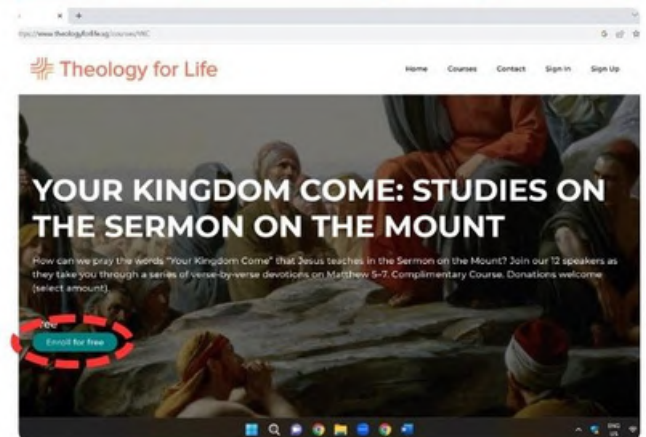 Theology for Life
Home Courses Contact Sign In Sign Up
YOUR KINGDOM COME: STUDIES ON
THE SERMON ON THE MOUNT
How can we pray the words "Your Kingdom Come" that Jesus teaches in the Sermon on the Mount? Join our 12 speakers as
they take you through a series of verse-by-verse devotions on Matthew 5–7. Complimentary Course. Donations welcome
(select amount).
Free
Enroll for free
ENG
US